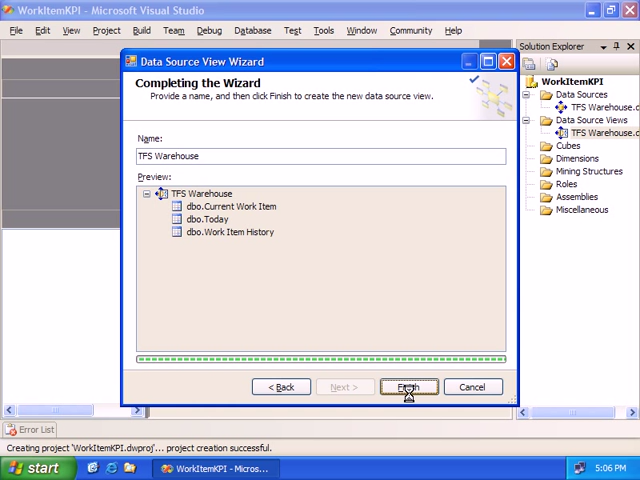 WorkItemKPI - Microsoft Visual Studio
File Edit View Project Build Team Debug Database Test Tools Window Community Help
Data Source View Wizard
Completing the Wizard
Provide a name, and then click Finish to create the new data source view.
Name:
TFS Warehouse
Preview:
TFS Warehouse
dbo.Current Work Item
dbo.Today
dbo.Work Item History
< Back Next > Finish Cancel
Solution Explorer
WorkItemKPI
Data Sources
TFS Warehouse.d
Data Source Views
TFS Warehouse.d
Cubes
Dimensions
Mining Structures
Roles
Assemblies
Miscellaneous
Error List
Creating project 'WorkItemKPI.dwproj'... project creation successful.
start WorkItemKPI - Micros... 5:06 PM